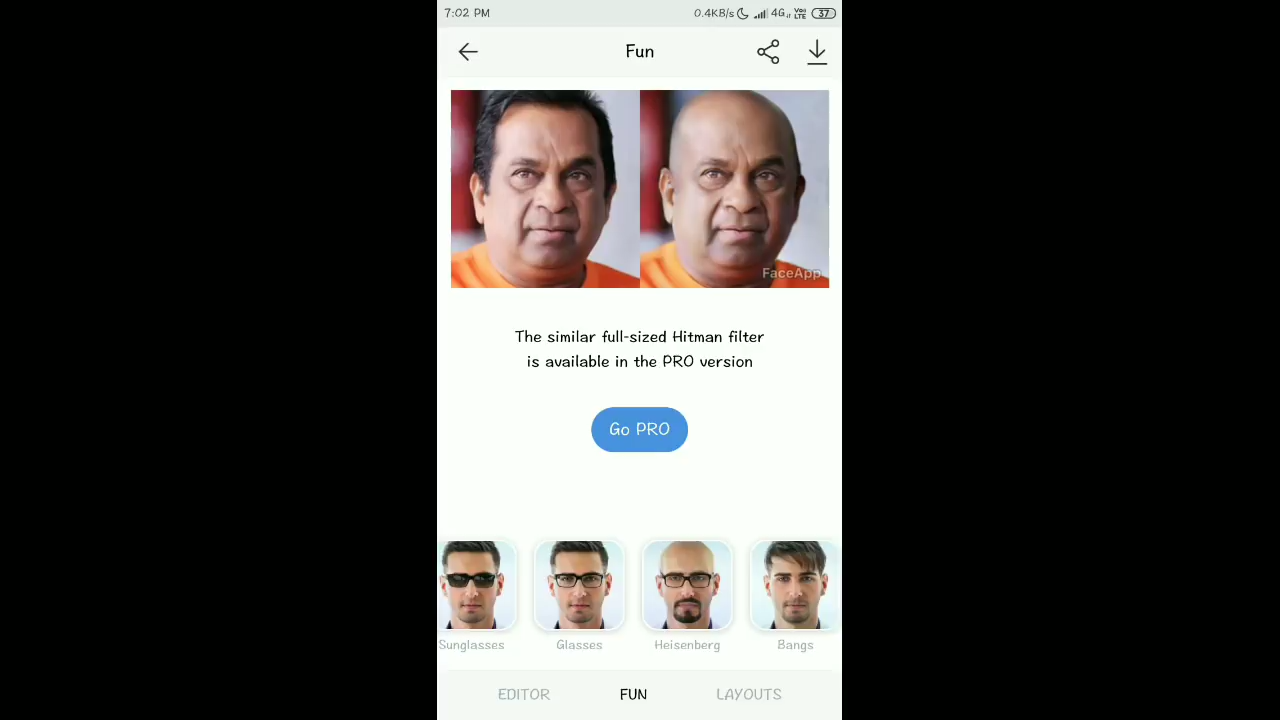 7:02 PM
0.4KB/s 4G VoLTE 37
Fun
FaceApp
The similar full-sized Hitman filter
is available in the PRO version
Go PRO
Sunglasses Glasses Heisenberg Bangs
EDITOR FUN LAYOUTS